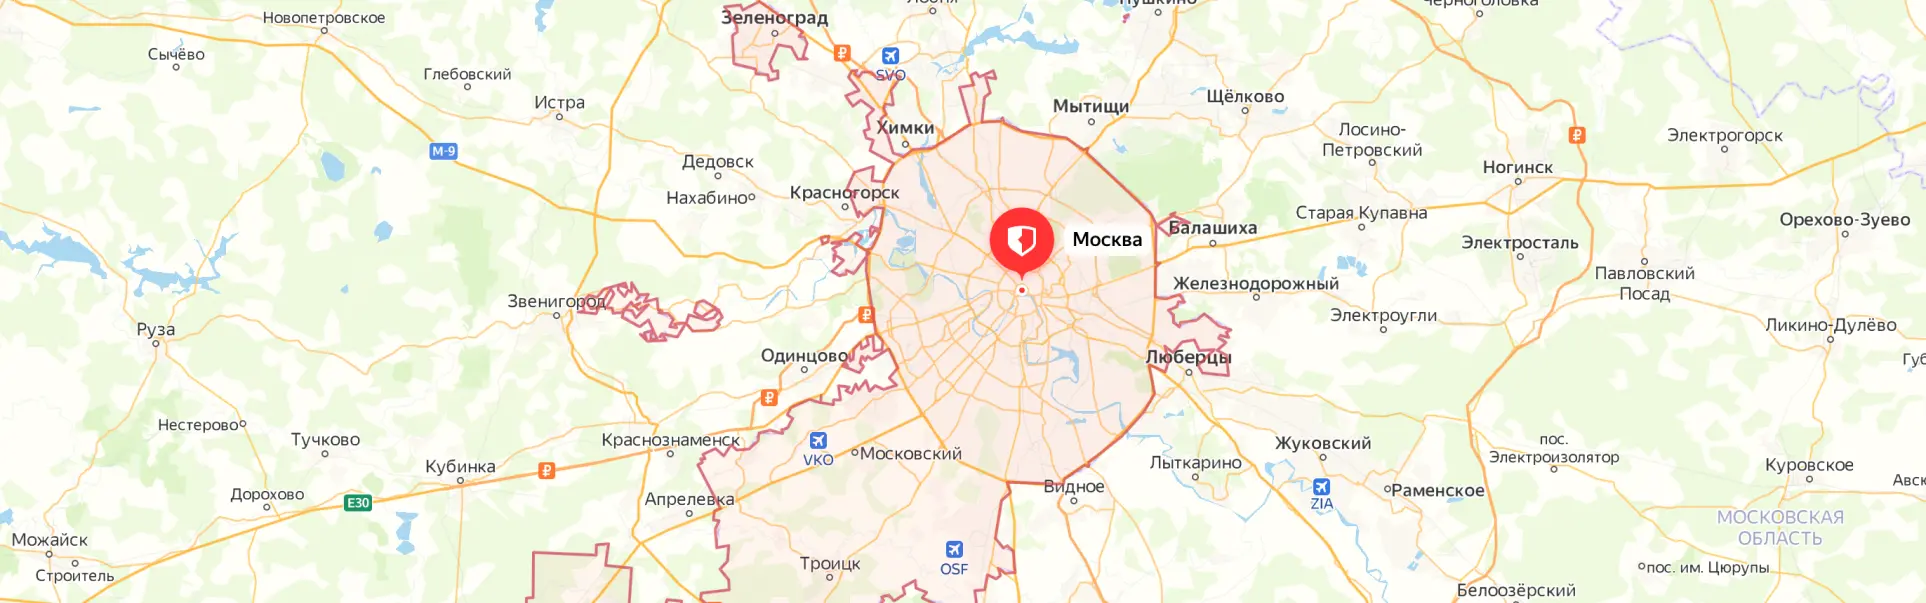 Новопетровское
Зеленоград
Пушкино
Черноголовка
Сычёво
Глебовский
SVO
Истра
Мытищи
Щёлково
Химки
Лосино-
Петровский
Электрогорск
М-9
Дедовск
Ногинск
Нахабино
Красногорск
Старая Купавна
Орехово-Зуево
Балашиха
Москва
Электросталь
Павловский
Посад
Железнодорожный
Звенигород
Электроугли
Руза
Ликино-Дулёво
Одинцово
Люберцы
Губ
Нестерово
Тучково
Краснознаменск
VKO
Московский
Жуковский
пос.
Электроизолятор
Кубинка
Лыткарино
Куровское
Дорохово
E30
Апрелевка
Видное
ZIA
Раменское
Авсю
МОСКОВСКАЯ
ОБЛАСТЬ
Можайск
Строитель
Троицк
OSF
пос. им. Цюрупы
Белоозёрский